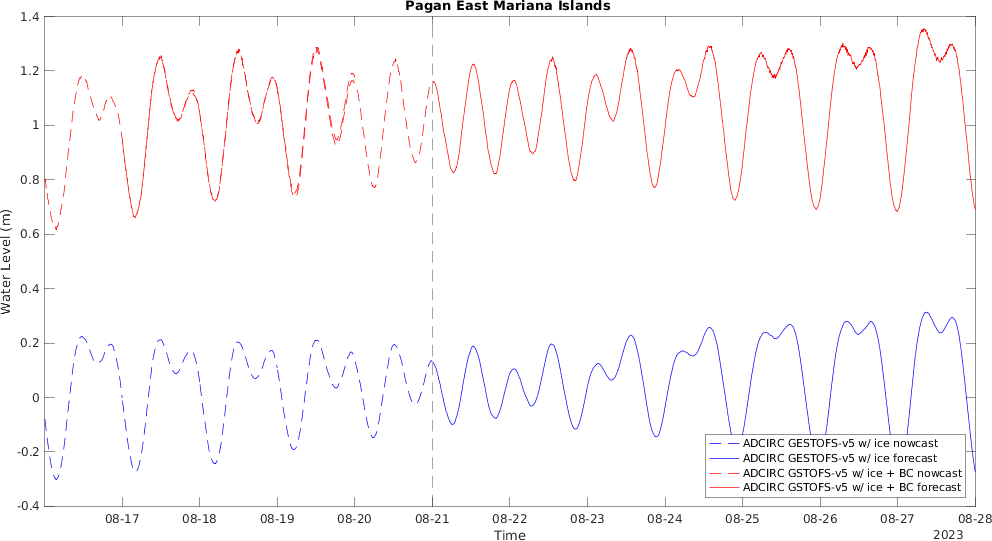 Pagan East Mariana Islands
1.4
1.2
1
0.8
0.6
0.4
0.2
0
-0.2
-0.4
Water Level (m)
ADCIRC GESTOFS-v5 w/ ice nowcast
ADCIRC GESTOFS-v5 w/ ice forecast
ADCIRC GSTOFS-v5 w/ ice + BC nowcast
ADCIRC GSTOFS-v5 w/ ice + BC forecast
08-17 08-18 08-19 08-20 08-21 08-22 08-23 08-24 08-25 08-26 08-27 08-28
Time
2023